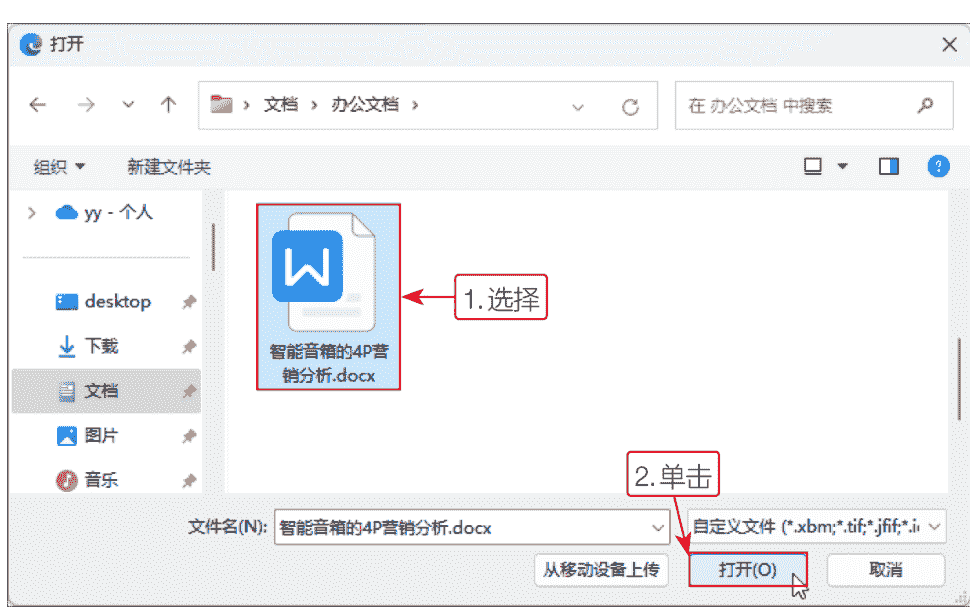 打开
文档 › 办公文档 ›
在 办公文档 中搜索
组织
新建文件夹
?
yy - 个人
desktop
下载
文档
图片
音乐
W
智能音箱的4P营
销分析.docx
1.选择
2.单击
文件名(N):
智能音箱的4P营销分析.docx
自定义文件 (*.xbm;*.tif;*.jfif;*.i
从移动设备上传
打开(O)
取消